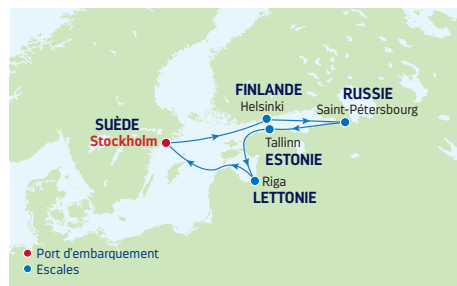 FINLANDE
Helsinki
RUSSIE
Saint-Pétersbourg
SUÈDE
Stockholm
Tallinn
ESTONIE
Riga
LETTONIE
Port d'embarquement
Escales